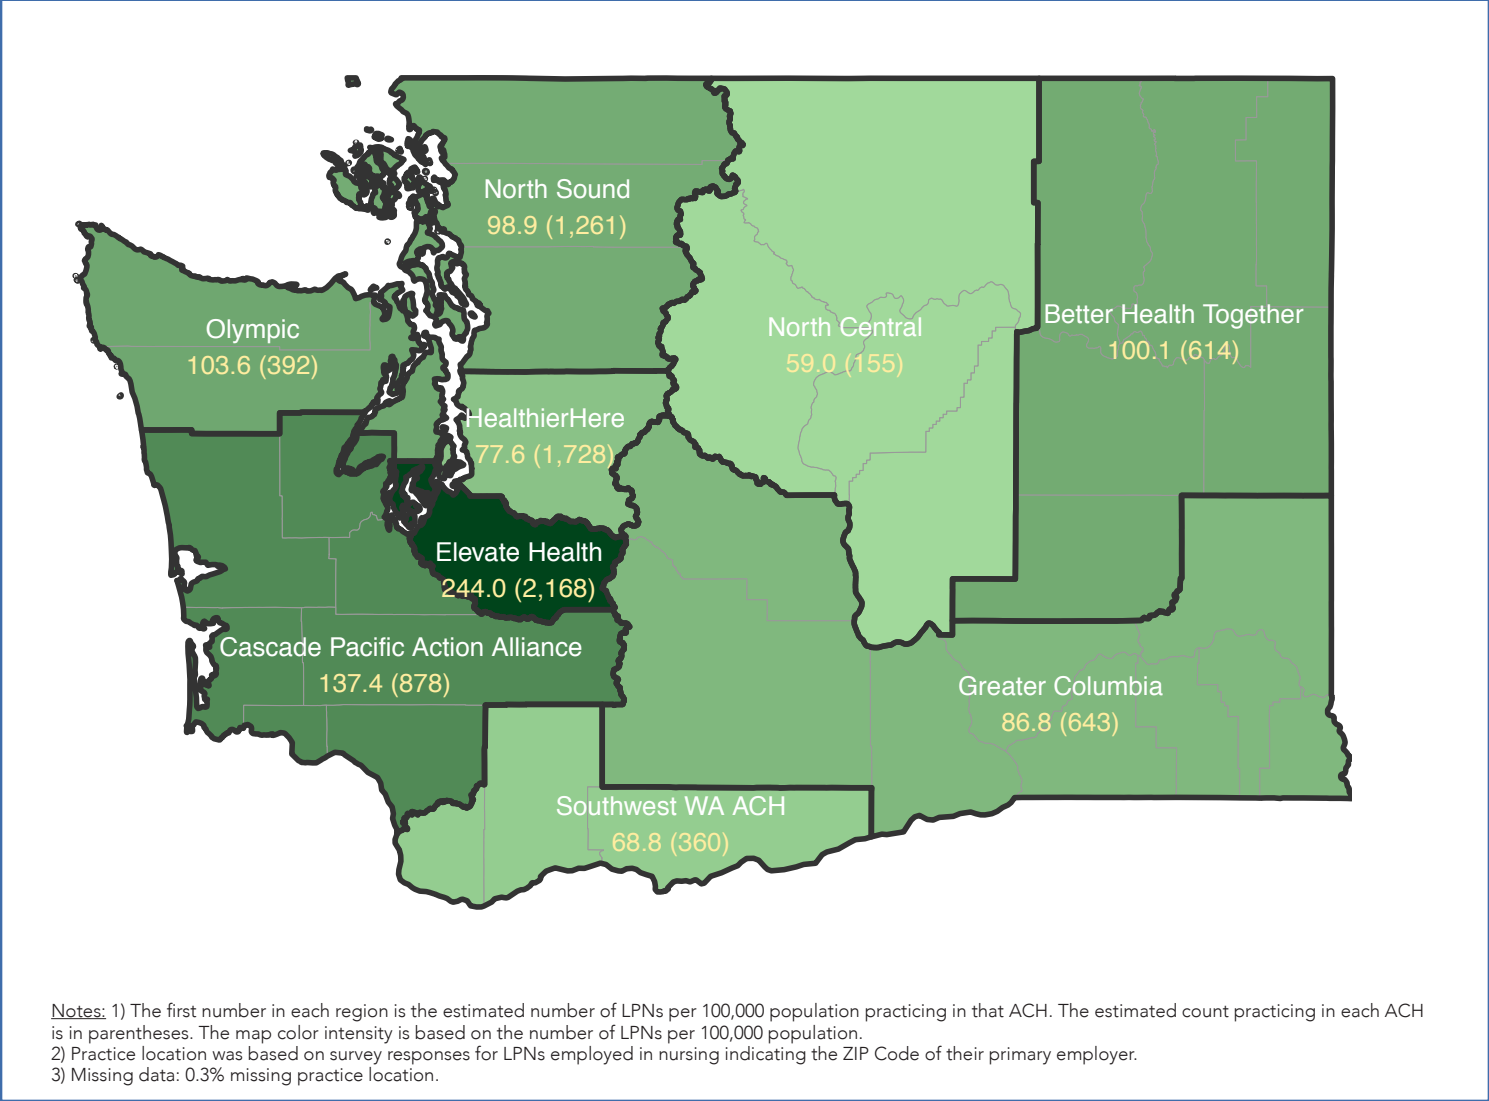 North Sound
98.9 (1,261)
Olympic
103.6 (392)
North Central
59.0 (155)
Better Health Together
100.1 (614)
HealthierHere
77.6 (1,728)
Elevate Health
244.0 (2,168)
Cascade Pacific Action Alliance
137.4 (878)
Greater Columbia
86.8 (643)
Southwest WA ACH
68.8 (360)
Notes: 1) The first number in each region is the estimated number of LPNs per 100,000 population practicing in that ACH. The estimated count practicing in each ACH
is in parentheses. The map color intensity is based on the number of LPNs per 100,000 population.
2) Practice location was based on survey responses for LPNs employed in nursing indicating the ZIP Code of their primary employer.
3) Missing data: 0.3% missing practice location.